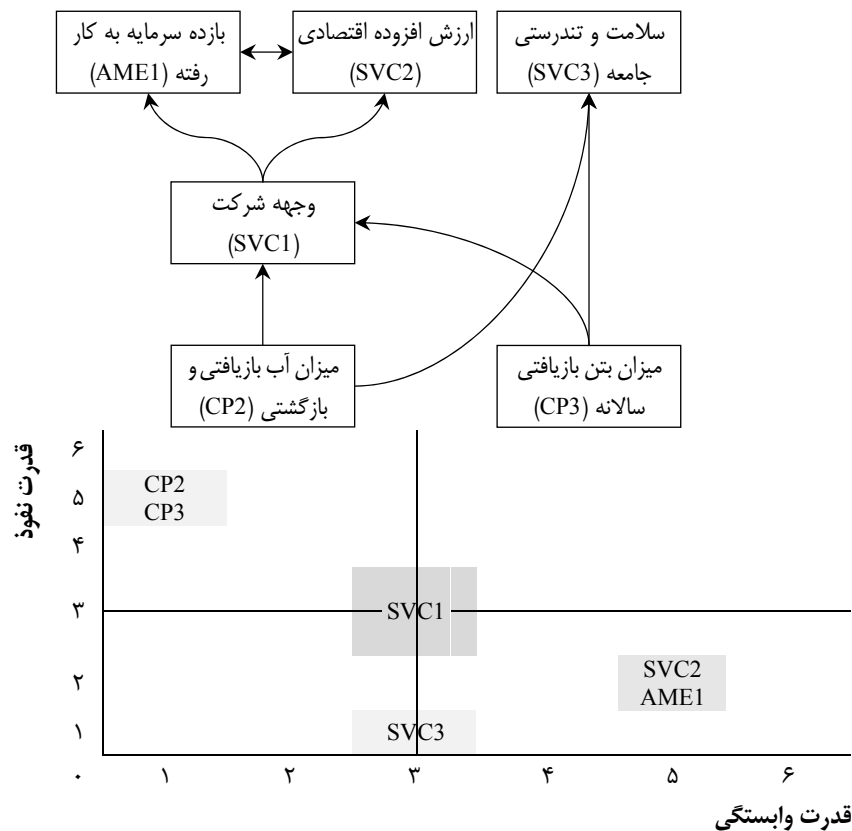 سلامت و تندرستی
جامعه (SVC3)
ارزش افزوده اقتصادی
(SVC2)
بازده سرمایه به کار
رفته (AME1)
وجهه شرکت
(SVC1)
میزان بتن بازیافتی
سالانه (CP3)
میزان آب بازیافتی و
بازگشتی (CP2)
قدرت نفوذ
۶
۵
۴
۳
۲
۱
۰
CP2
CP3
SVC1
SVC2
AME1
SVC3
۱ ۲ ۳ ۴ ۵ ۶
قدرت وابستگی